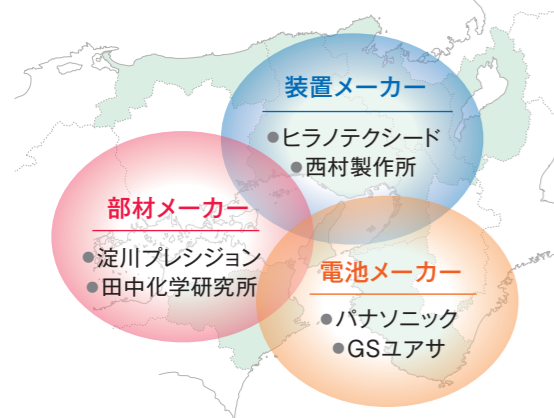 装置メーカー
●ヒラノテクシード
●西村製作所
部材メーカー
●淀川プレシジョン
●田中化学研究所
電池メーカー
●パナソニック
●GSユアサ